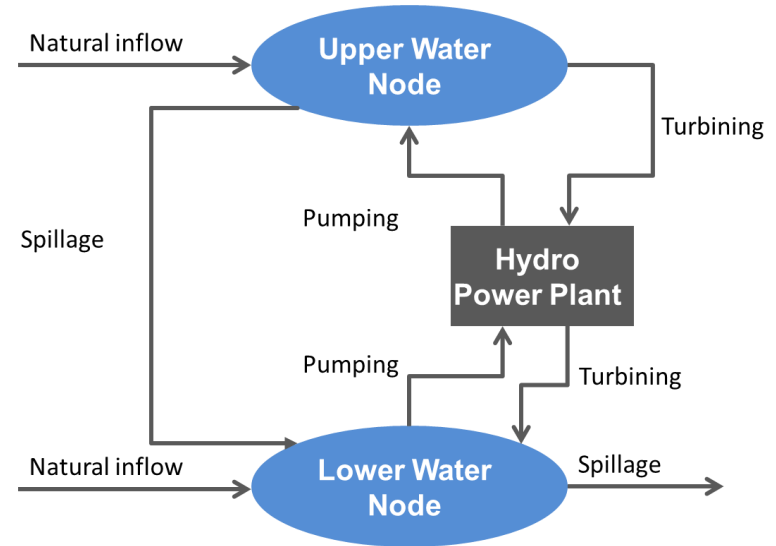 Natural inflow
Upper Water
Node
Turbining
Pumping
Spillage
Hydro
Power Plant
Pumping
Turbining
Natural inflow
Lower Water
Node
Spillage